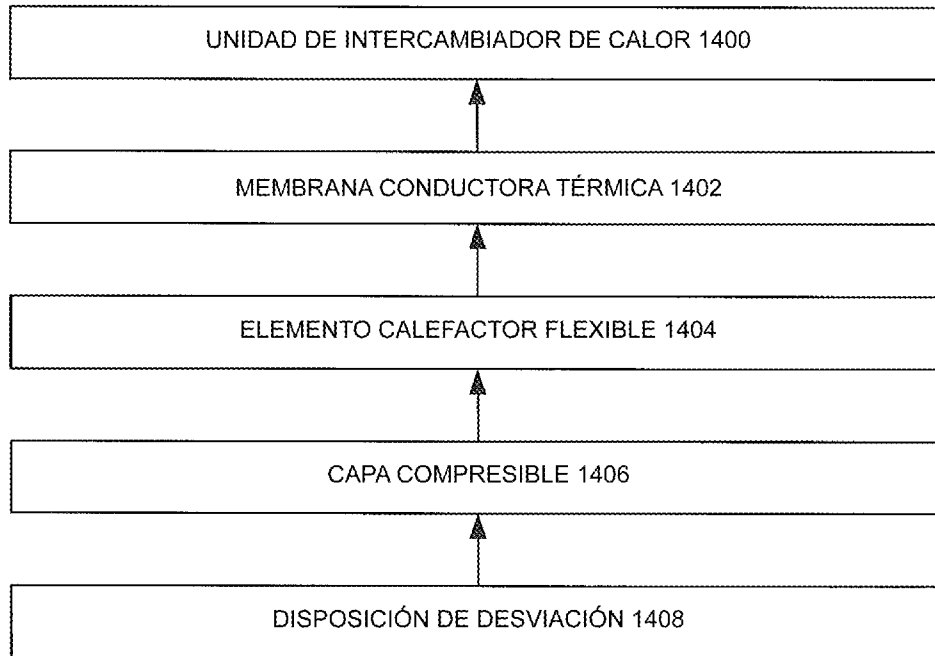 UNIDAD DE INTERCAMBIADOR DE CALOR 1400
MEMBRANA CONDUCTORA TÉRMICA 1402
ELEMENTO CALEFACTOR FLEXIBLE 1404
CAPA COMPRESIBLE 1406
DISPOSICIÓN DE DESVIACIÓN 1408